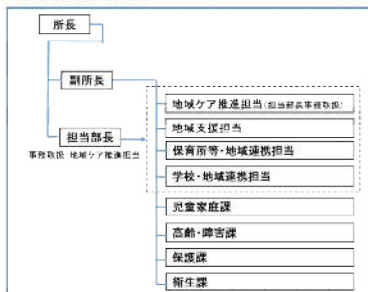 所長
副所長
地域ケア推進担当(担当部長事務取扱)
地域支援担当
担当部長
事務取扱:地域ケア推進担当
保育所等・地域連携担当
学校・地域連携担当
児童家庭課
高齢・障害課
保護課
衛生課